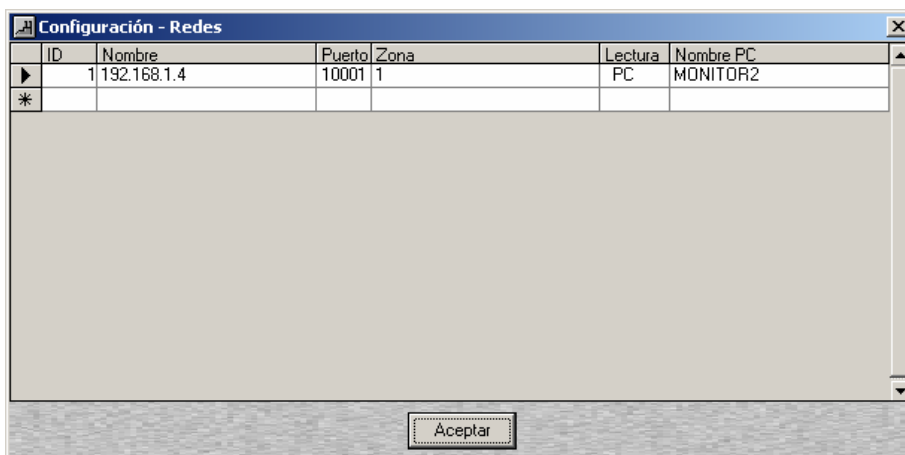 Configuración - Redes
ID Nombre Puerto Zona Lectura Nombre PC
1 192.168.1.4 10001 1 PC MONITOR2
Aceptar